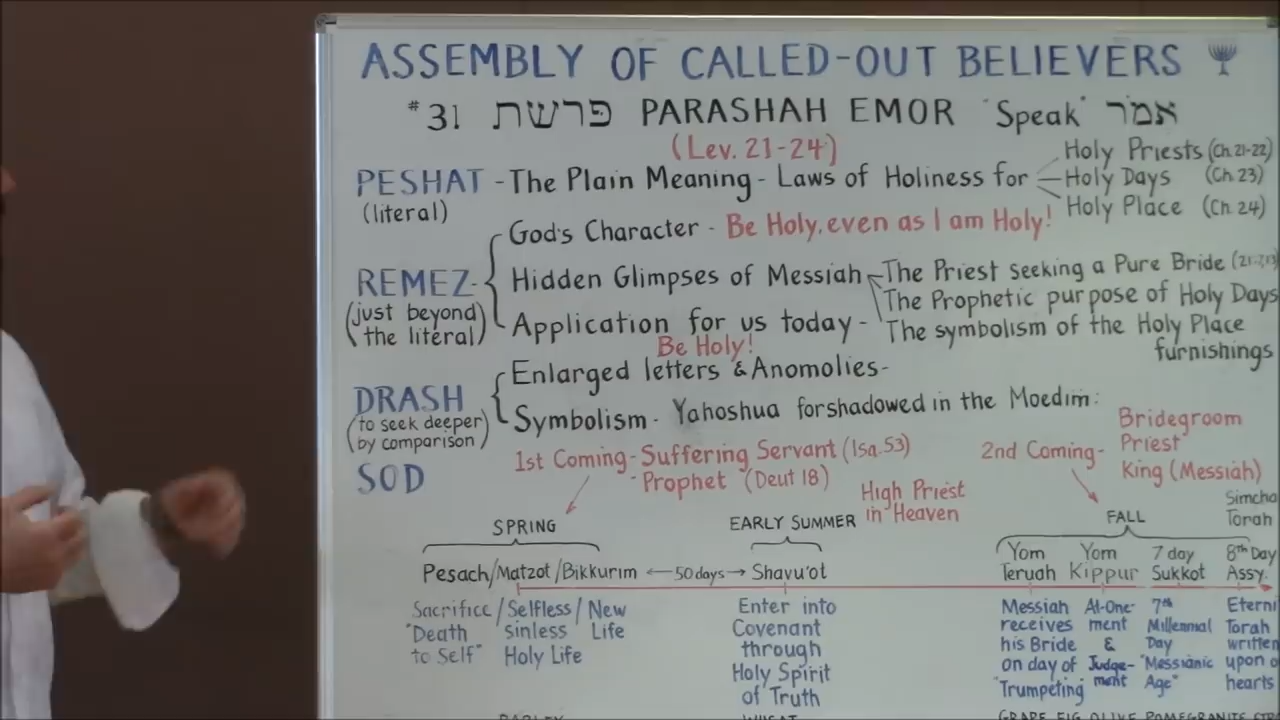 ASSEMBLY OF CALLED-OUT BELIEVERS
#31 פרשת PARASHAH EMOR "Speak" אמר
(Lev. 21-24)
PESHAT - The Plain Meaning - Laws of Holiness for
(literal)
Holy Priests (Ch. 21-22)
Holy Days (Ch. 23)
Holy Place (Ch. 24)
REMEZ-
(just beyond
the literal)
God's Character - Be Holy, even as I am Holy!
Hidden Glimpses of Messiah
The Priest seeking a Pure Bride
The Prophetic purpose of Holy Days
The symbolism of the Holy Place
furnishings
Application for us today -
Be Holy!
DRASH
(to seek deeper
by comparison)
Enlarged letters & Anomolies-
Symbolism - Yahoshua forshadowed in the Moedim:
SOD
1st Coming - Suffering Servant (Isa. 53)
- Prophet (Deut 18)
High Priest
in Heaven
2nd Coming-
Bridegroom
Priest
King (Messiah)
SPRING
EARLY SUMMER
FALL
Simcha
Torah
Pesach/Matzot/Bikkurim ←50days→ Shavu'ot
Yom
Teruah
Yom
Kippur
7 day
Sukkot
8th Day
Assy.
Sacrifice
"Death
to Self"
/ Selfless /
sinless
Holy Life
New
Life
Enter into
Covenant
through
Holy Spirit
of Truth
Messiah
receives
his Bride
on day of
"Trumpeting
At-One-
ment
&
Judge-
ment
7th
Millennial
Day
"Messianic
Age"
Eterni
Torah
written
upon o
hearts